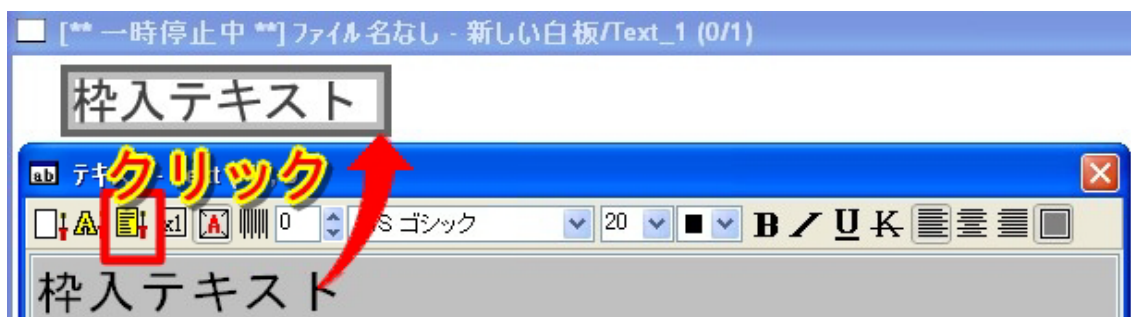 [** 一時停止中 **] ファイル名なし - 新しい白板/Text_1 (0/1)
枠入テキスト
クリック
x1 A 0 ゴシック 20 B U K
枠入テキスト